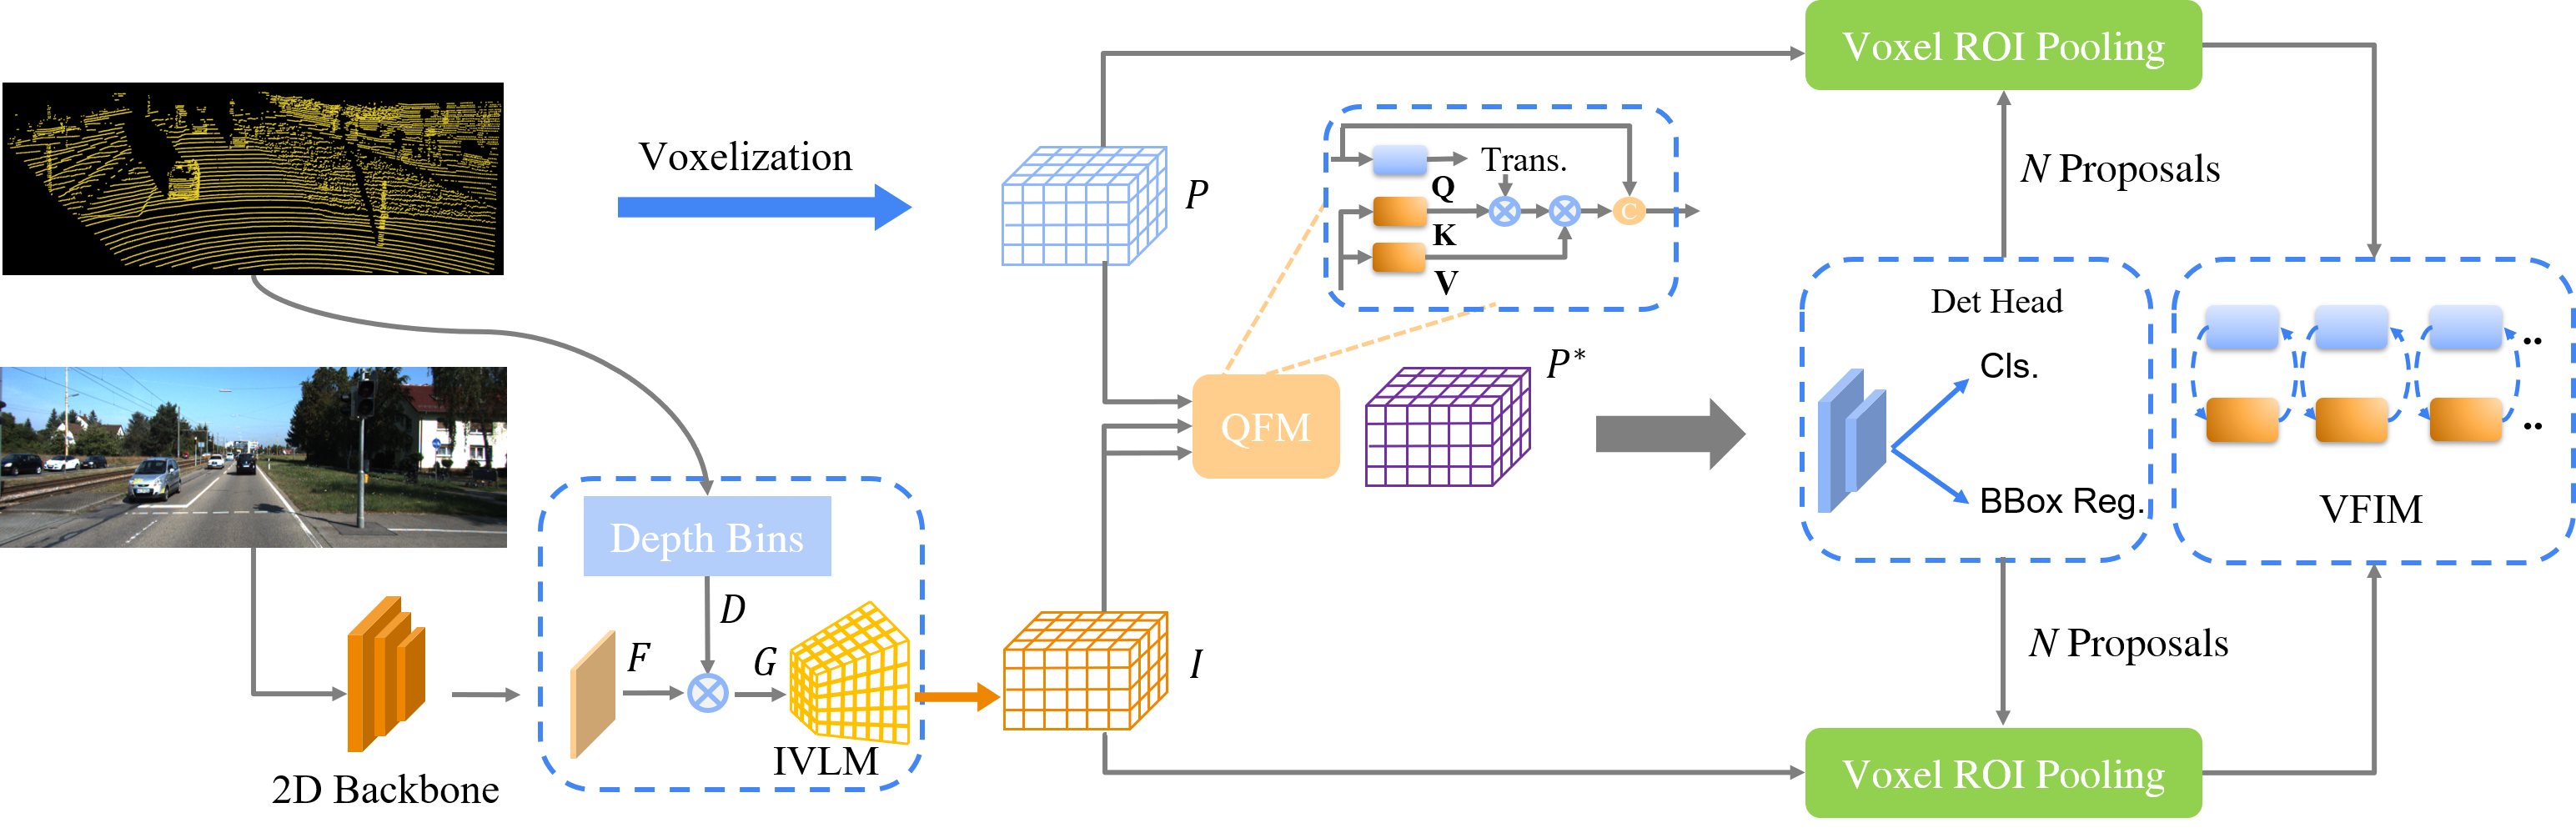 Voxelization
P
Trans.
Q
K
V
C
Voxel ROI Pooling
N Proposals
QFM
P*
Det Head
Cls.
BBox Reg.
VFIM
..
..
Depth Bins
D
F
G
IVLM
2D Backbone
I
N Proposals
Voxel ROI Pooling